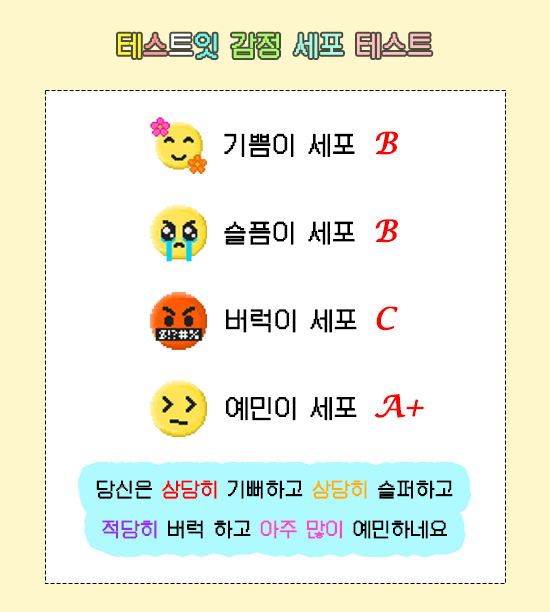 테스트잇 감정 세포 테스트
기쁨이 세포 B
슬픔이 세포 B
버럭이 세포 C
$!?#%
예민이 세포 A+
당신은 상당히 기뻐하고 상당히 슬퍼하고
적당히 버럭 하고 아주 많이 예민하네요